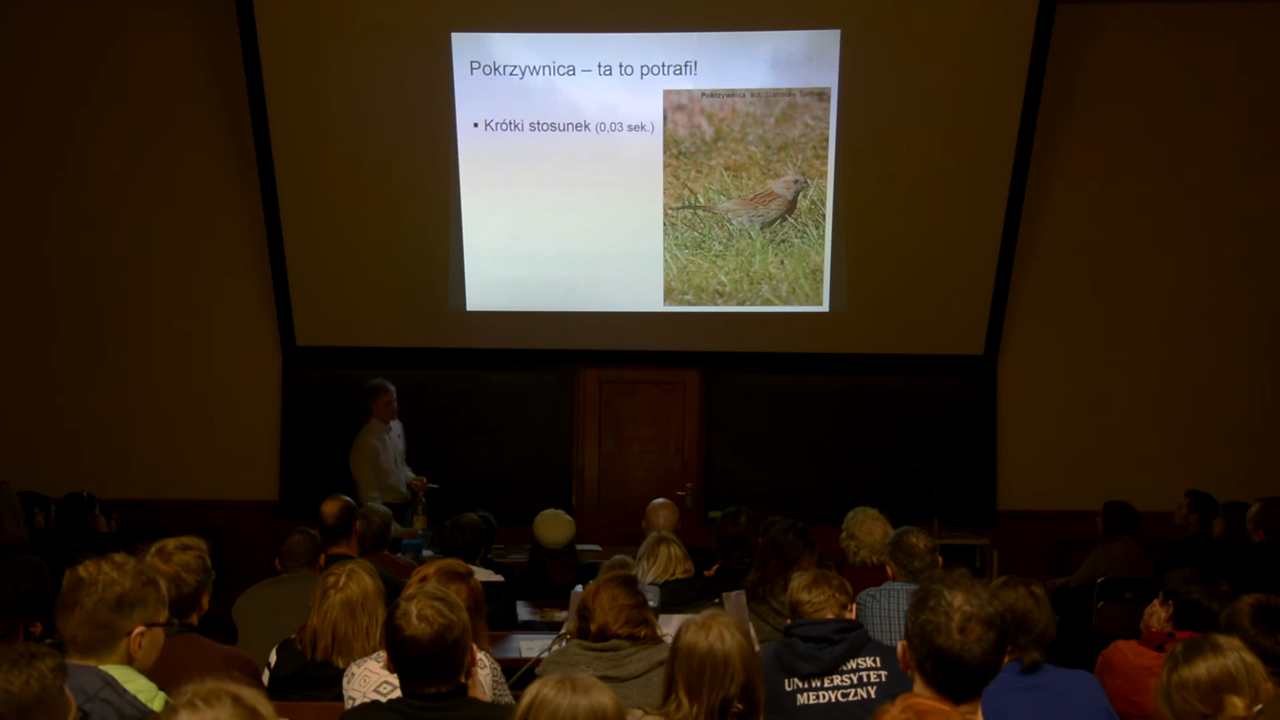 Pokrzywnica – ta to potrafi!
Pokrzywnica
▪ Krótki stosunek (0,03 sek.)
UNIWERSYTET
MEDYCZNY